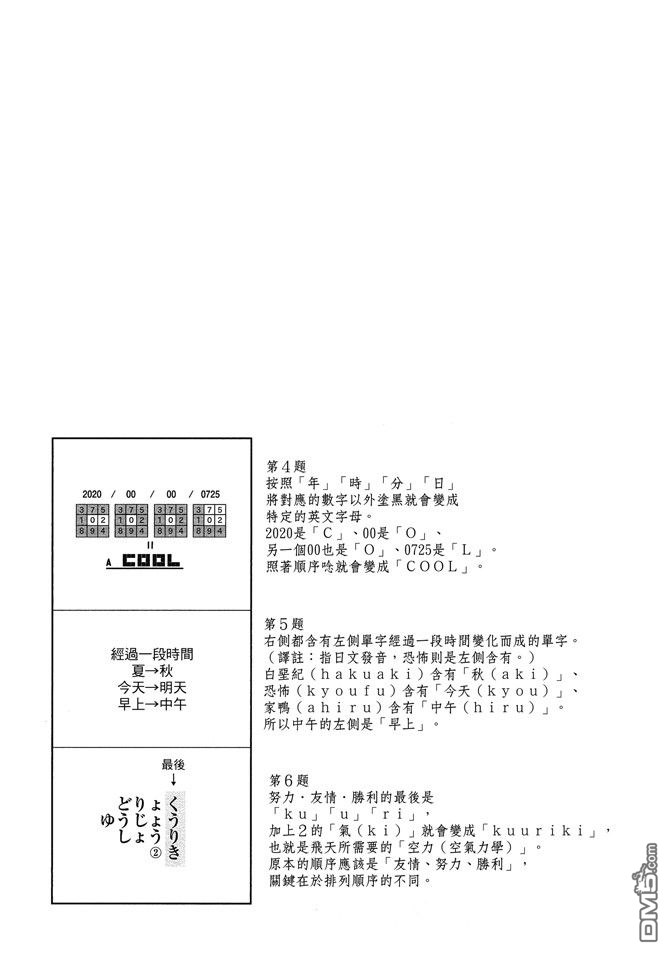 2020 / 00 / 00 / 0725
3 7 5 3 7 5 3 7 5 3 7 5
1 0 2 1 0 2 1 0 2 1 0 2
8 9 4 8 9 4 8 9 4 8 9 4
=
A COOL
第4題
按照「年」「時」「分」「日」
將對應的數字以外塗黑就會變成
特定的英文字母。
2020是「C」、00是「O」、
另一個00也是「O」、0725是「L」。
照著順序唸就會變成「COOL」。
經過一段時間
夏→秋
今天→明天
早上→中午
第5題
右側都含有左側單字經過一段時間變化而成的單字。
（譯註：指日文發音，恐怖則是左側含有。）
白堊紀（hakuaki）含有「秋（aki）」、
恐怖（kyoufu）含有「今天（kyou）」、
家鴨（ahiru）含有「中午（hiru）」。
所以中午的左側是「早上」。
最後
↓
くうりき
ょょう②
りじょ
どうし
ゆ
第6題
努力．友情．勝利的最後是
「ku」「u」「ri」，
加上2的「氣（ki）」就會變成「kuuriki」，
也就是飛天所需要的「空力（空氣力學）」。
原本的順序應該是「友情、努力、勝利」，
關鍵在於排列順序的不同。
DM5.com